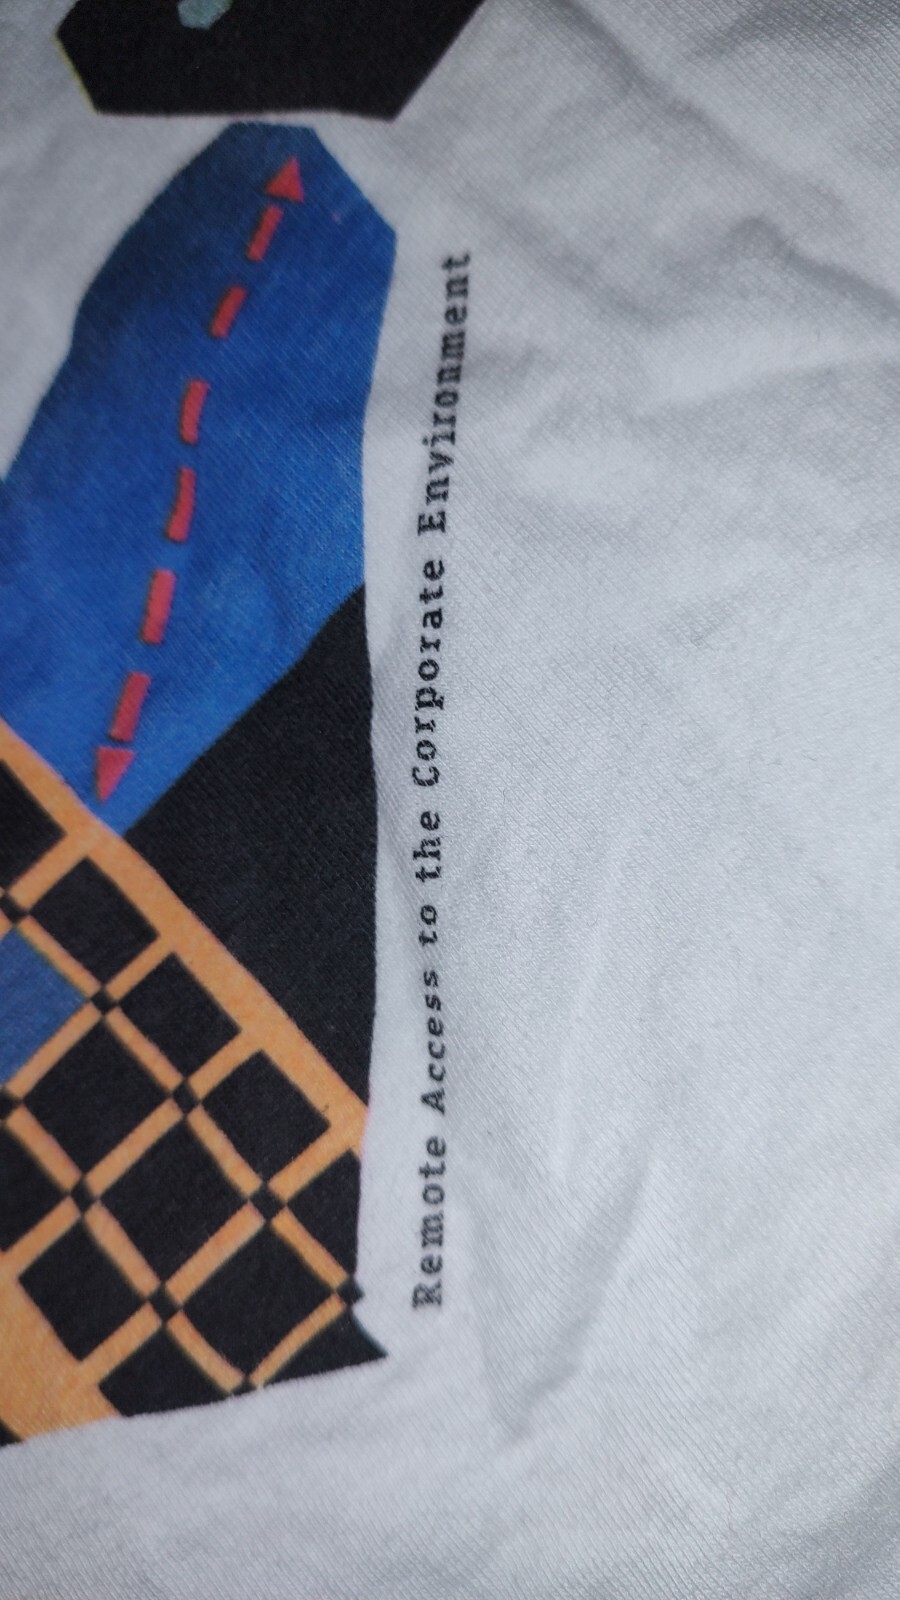 Remote Access to the Corporate Environment